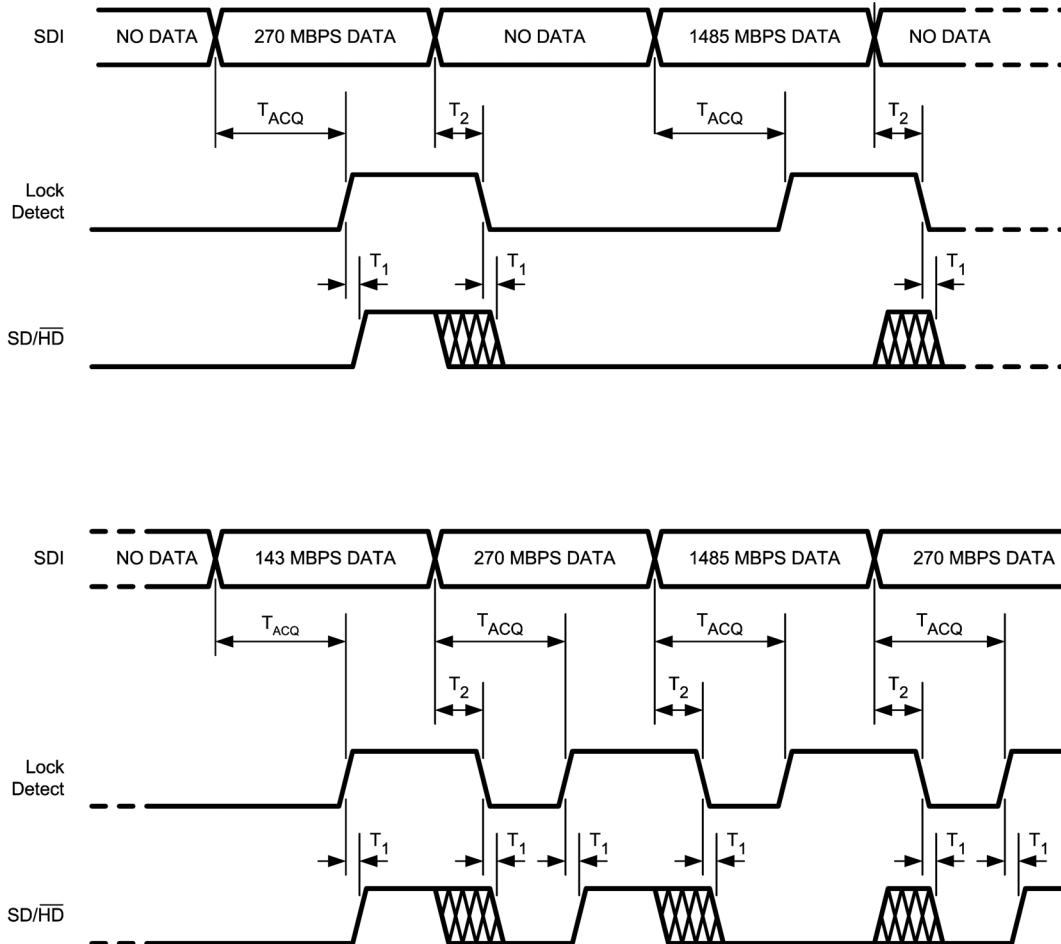 SDI NO DATA 270 MBPS DATA NO DATA 1485 MBPS DATA NO DATA
TACQ T2 TACQ T2
Lock
Detect
T1 T1 T1
SD/H̅D̅
SDI NO DATA 143 MBPS DATA 270 MBPS DATA 1485 MBPS DATA 270 MBPS DATA
TACQ TACQ TACQ TACQ
T2 T2 T2
Lock
Detect
T1 T1 T1 T1 T1 T1
SD/H̅D̅